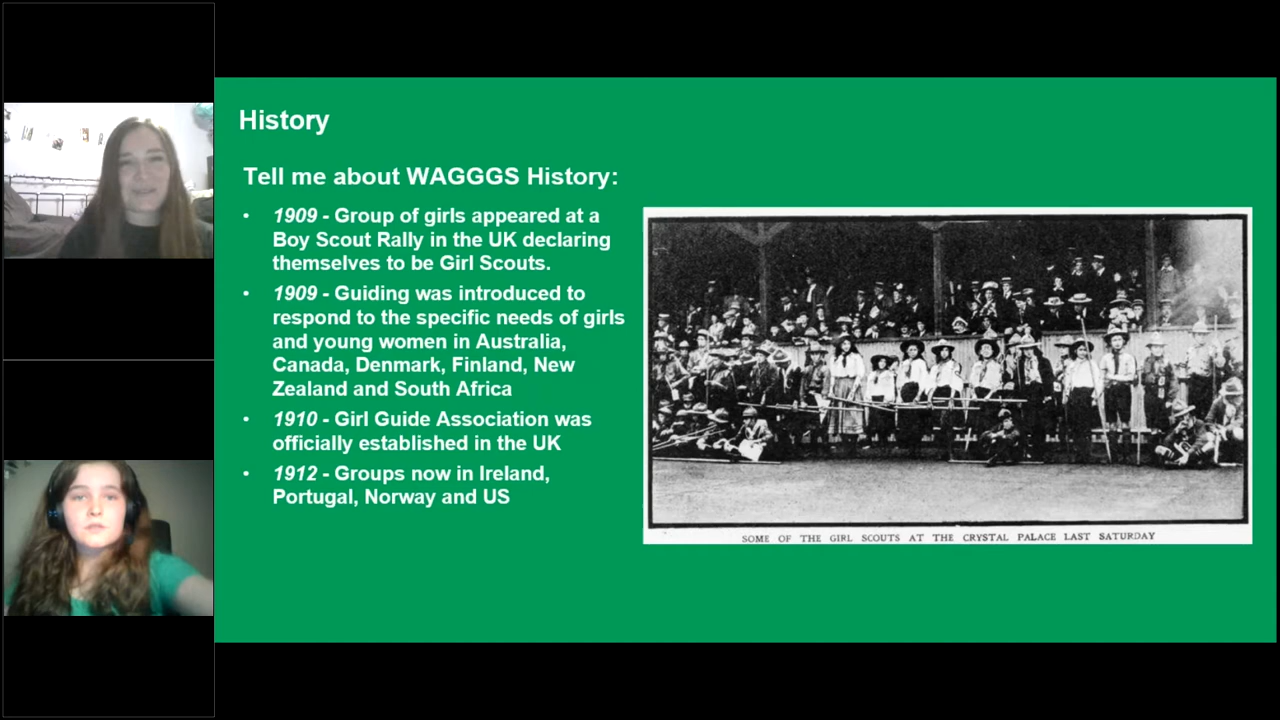 History
Tell me about WAGGGS History:
• 1909 - Group of girls appeared at a
Boy Scout Rally in the UK declaring
themselves to be Girl Scouts.
• 1909 - Guiding was introduced to
respond to the specific needs of girls
and young women in Australia,
Canada, Denmark, Finland, New
Zealand and South Africa
• 1910 - Girl Guide Association was
officially established in the UK
• 1912 - Groups now in Ireland,
Portugal, Norway and US
SOME OF THE GIRL SCOUTS AT THE CRYSTAL PALACE LAST SATURDAY